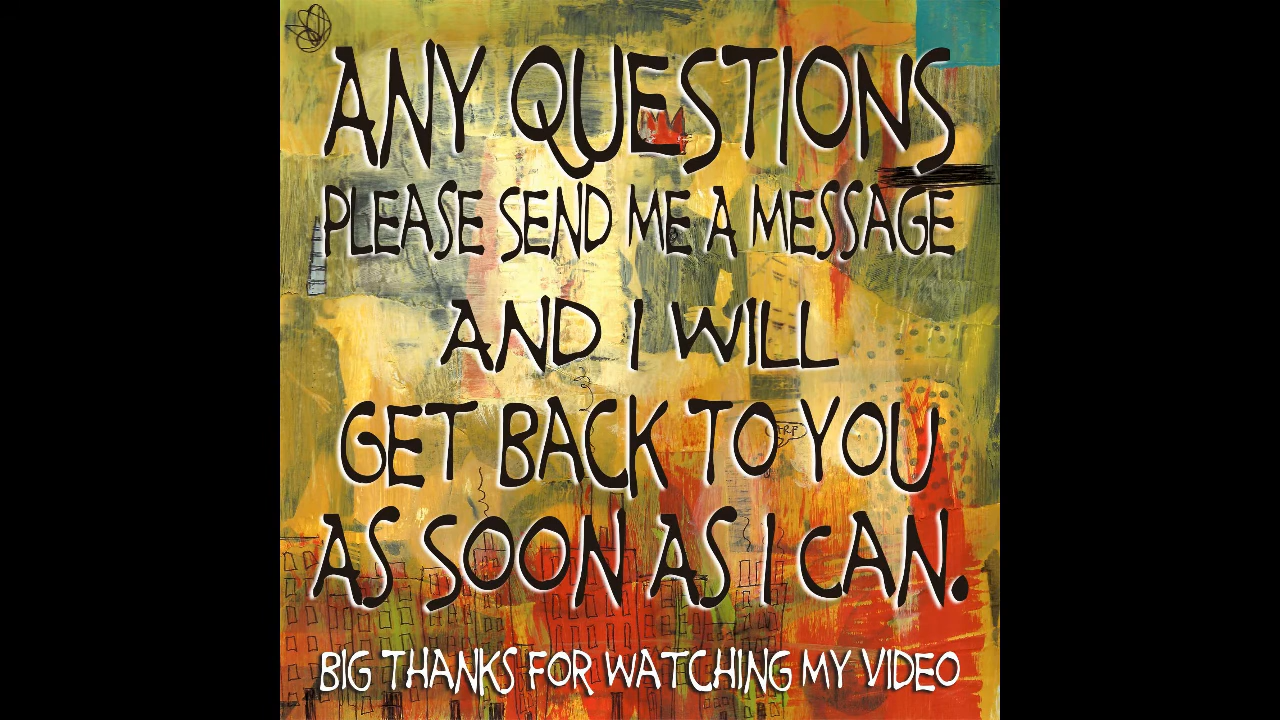 ANY QUESTIONS
PLEASE SEND ME A MESSAGE
AND I WILL
GET BACK TO YOU
AS SOON AS I CAN.
BIG THANKS FOR WATCHING MY VIDEO